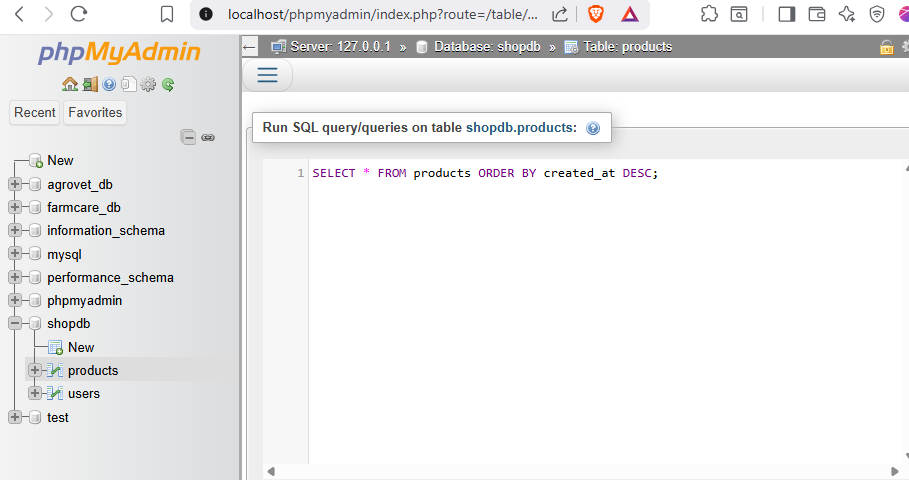 localhost/phpmyadmin/index.php?route=/table/...
phpMyAdmin
Server: 127.0.0.1 » Database: shopdb » Table: products
Recent Favorites
Run SQL query/queries on table shopdb.products:
New
agrovet_db
farmcare_db
information_schema
mysql
performance_schema
phpmyadmin
shopdb
New
products
users
test
1 SELECT * FROM products ORDER BY created_at DESC;